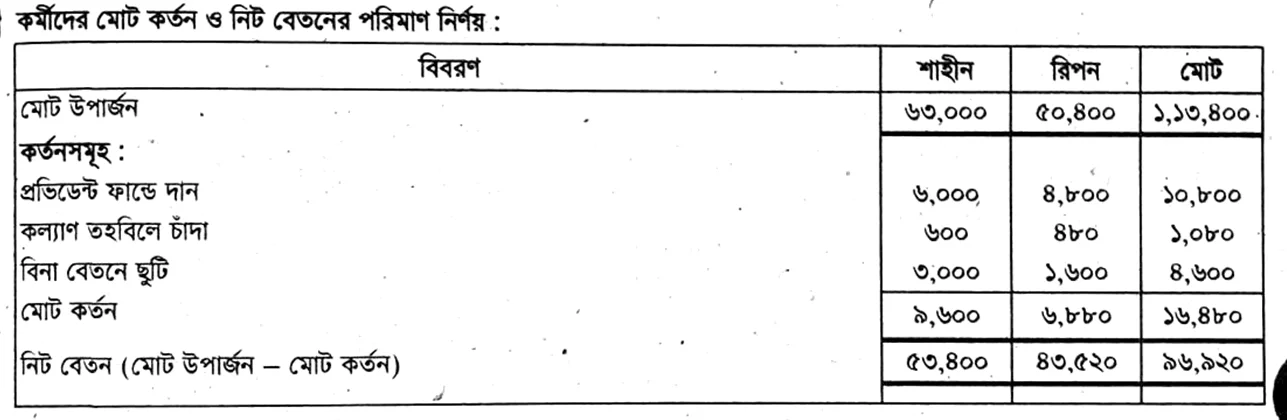 কর্মীদের মোট কর্তন ও নিট বেতনের পরিমাণ নির্ণয় :
বিবরণ শাহীন রিপন মোট
মোট উপার্জন ৬৩,০০০ ৫০,৪০০ ১,১৩,৪০০
কর্তনসমূহ :
প্রভিডেন্ট ফান্ডে দান ৬,০০০ ৪,৮০০ ১০,৮০০
কল্যাণ তহবিলে চাঁদা ৬০০ ৪৮০ ১,০৮০
বিনা বেতনে ছুটি ৩,০০০ ১,৬০০ ৪,৬০০
মোট কর্তন ৯,৬০০ ৬,৮৮০ ১৬,৪৮০
নিট বেতন (মোট উপার্জন – মোট কর্তন) ৫৩,৪০০ ৪৩,৫২০ ৯৬,৯২০